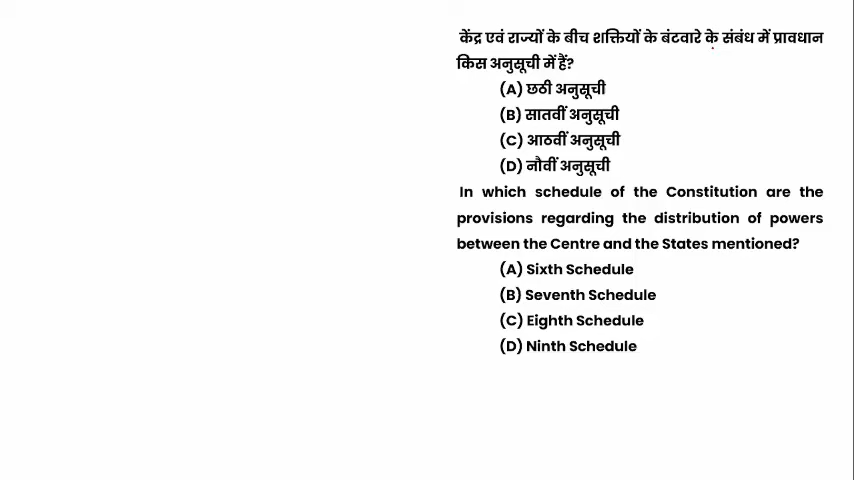 केंद्र एवं राज्यों के बीच शक्तियों के बंटवारे के संबंध में प्रावधान
किस अनुसूची में हैं?
(A) छठी अनुसूची
(B) सातवीं अनुसूची
(C) आठवीं अनुसूची
(D) नौवीं अनुसूची
In which schedule of the Constitution are the
provisions regarding the distribution of powers
between the Centre and the States mentioned?
(A) Sixth Schedule
(B) Seventh Schedule
(C) Eighth Schedule
(D) Ninth Schedule